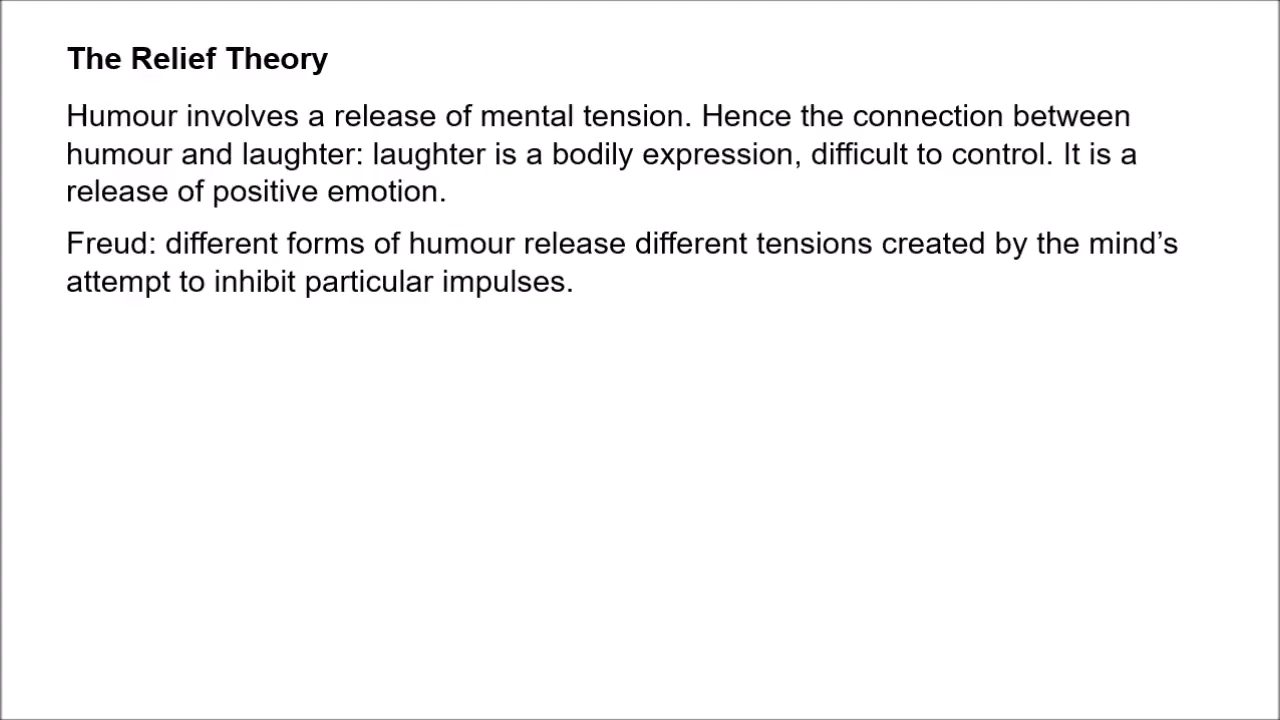 The Relief Theory
Humour involves a release of mental tension. Hence the connection between
humour and laughter: laughter is a bodily expression, difficult to control. It is a
release of positive emotion.
Freud: different forms of humour release different tensions created by the mind’s
attempt to inhibit particular impulses.